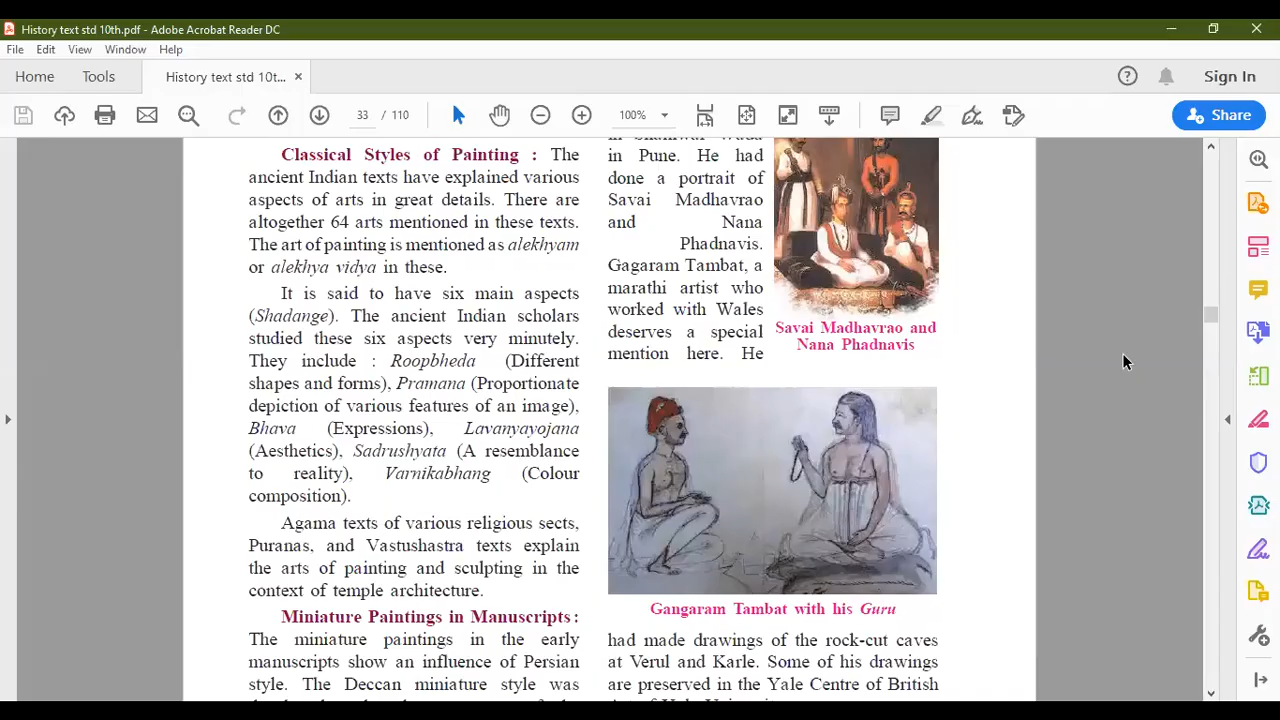 History text std 10th.pdf - Adobe Acrobat Reader DC
File Edit View Window Help
Home Tools History text std 10t... ×
Sign In
33 / 110
100%
Share
Classical Styles of Painting : The
ancient Indian texts have explained various
aspects of arts in great details. There are
altogether 64 arts mentioned in these texts.
The art of painting is mentioned as alekhyam
or alekhya vidya in these.
It is said to have six main aspects
(Shadange). The ancient Indian scholars
studied these six aspects very minutely.
They include : Roopbheda (Different
shapes and forms), Pramana (Proportionate
depiction of various features of an image),
Bhava (Expressions), Lavanyayojana
(Aesthetics), Sadrushyata (A resemblance
to reality), Varnikabhang (Colour
composition).
Agama texts of various religious sects,
Puranas, and Vastushastra texts explain
the arts of painting and sculpting in the
context of temple architecture.
Miniature Paintings in Manuscripts :
The miniature paintings in the early
manuscripts show an influence of Persian
style. The Deccan miniature style was
in Shaniwar Wada
in Pune. He had
done a portrait of
Savai Madhavrao
and Nana
Phadnavis.
Gagaram Tambat, a
marathi artist who
worked with Wales
deserves a special
mention here. He
Savai Madhavrao and
Nana Phadnavis
Gangaram Tambat with his Guru
had made drawings of the rock-cut caves
at Verul and Karle. Some of his drawings
are preserved in the Yale Centre of British